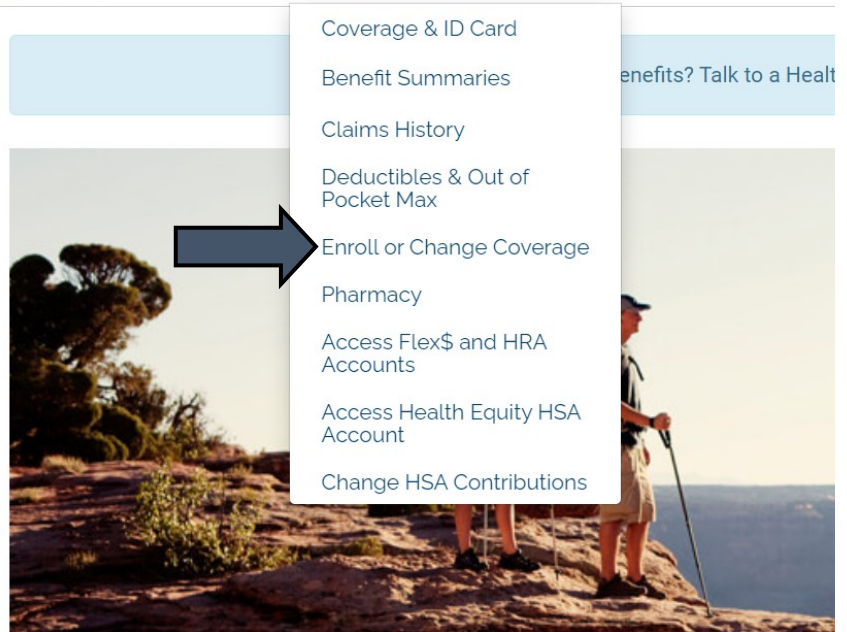 Coverage & ID Card
Benefit Summaries
enefits? Talk to a Healt
Claims History
Deductibles & Out of
Pocket Max
Enroll or Change Coverage
Pharmacy
Access Flex$ and HRA
Accounts
Access Health Equity HSA
Account
Change HSA Contributions